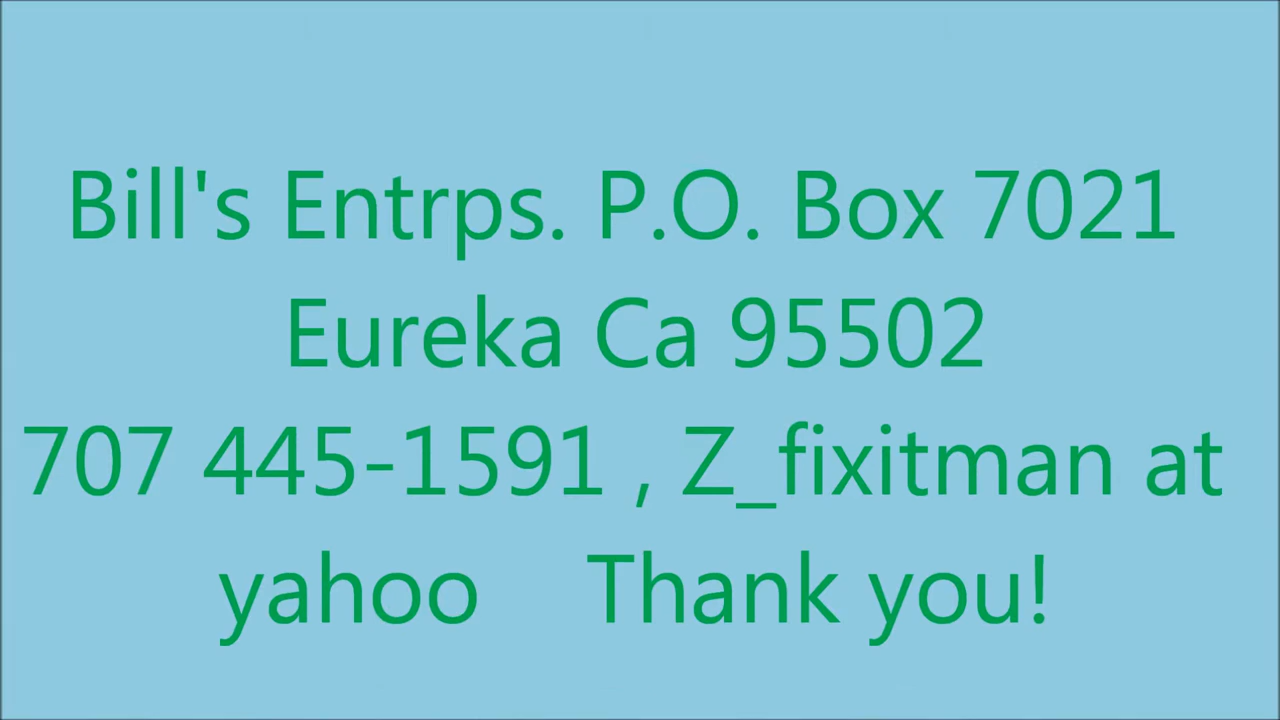 Bill's Entrps. P.O. Box 7021
Eureka Ca 95502
707 445-1591 , Z_fixitman at
yahoo    Thank you!